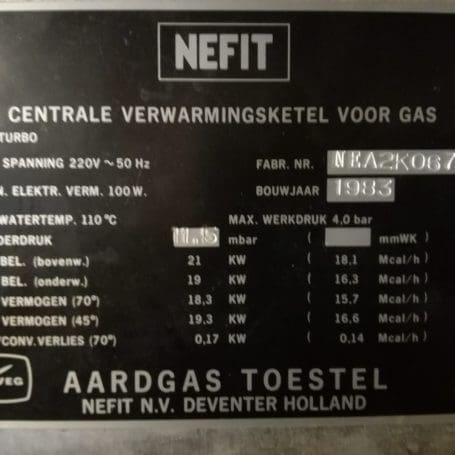 NEFIT
CENTRALE VERWARMINGSKETEL VOOR GAS
TURBO
SPANNING 220V ~ 50 Hz FABR. NR. NEA2K067
N. ELEKTR. VERM. 100 W. BOUWJAAR 1983
WATERTEMP. 110 °C MAX. WERKDRUK 4,0 bar
DERDRUK mbar ( ) mmWK
BEL. (bovenw.) 21 KW ( 18,1 Mcal/h )
BEL. (onderw.) 19 KW ( 16,3 Mcal/h )
VERMOGEN (70°) 18,3 KW ( 15,7 Mcal/h )
VERMOGEN (45°) 19,3 KW ( 16,6 Mcal/h )
/CONV.VERLIES (70°) 0,17 KW ( 0,14 Mcal/h )
VEG
AARDGAS TOESTEL
NEFIT N.V. DEVENTER HOLLAND